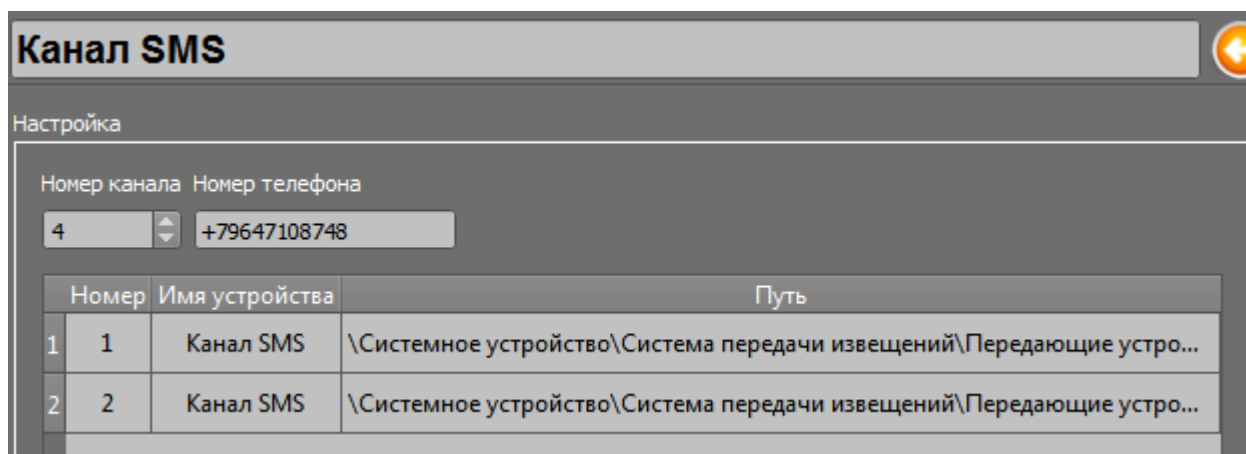 Канал SMS
Настройка
Номер канала Номер телефона
4 +79647108748
Номер Имя устройства Путь
1 1 Канал SMS \Системное устройство\Система передачи извещений\Передающие устро...
2 2 Канал SMS \Системное устройство\Система передачи извещений\Передающие устро...